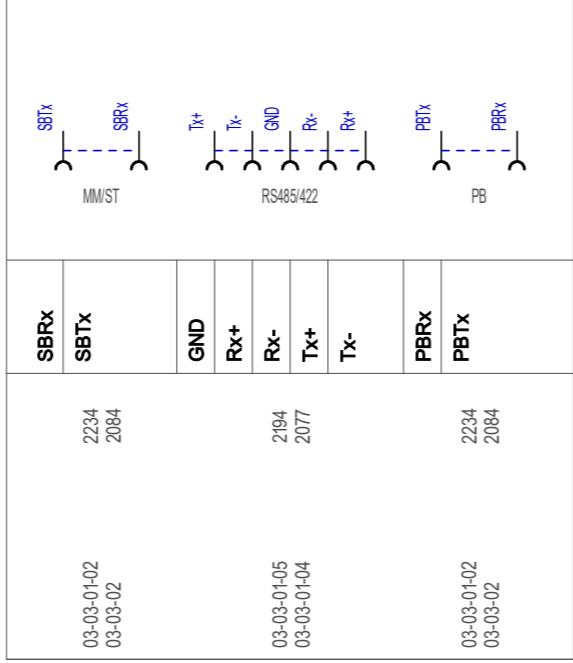 SBTx
SBRx
Tx+
Tx-
GND
Rx-
Rx+
PBTx
PBRx
MM/ST
RS485/422
PB
SBRx
SBTx
GND
Rx+
Rx-
Tx+
Tx-
PBRx
PBTx
2234
2084
2194
2077
2234
2084
03-03-01-02
03-03-02
03-03-01-05
03-03-01-04
03-03-01-02
03-03-02